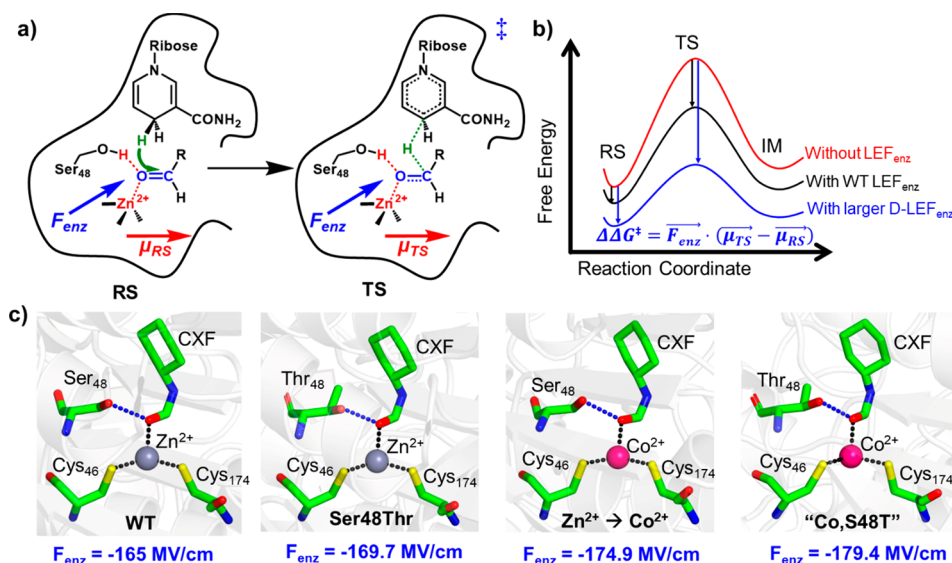 a)
Ribose
N
CONH2
H
H
Ser48
O
H
R
O
C
H
Zn2+
Fenz
μRS
RS
‡
Ribose
N
CONH2
H
H
Ser48
O
H
R
O
C
H
Zn2+
Fenz
μTS
TS
b)
Free Energy
TS
RS
IM
Without LEFenz
With WT LEFenz
With larger D-LEFenz
ΔΔG‡ = Fenz · (μTS − μRS)
Reaction Coordinate
c)
CXF
Ser48
Zn2+
Cys46
Cys174
WT
Fenz = -165 MV/cm
CXF
Thr48
Zn2+
Cys46
Cys174
Ser48Thr
Fenz = -169.7 MV/cm
CXF
Ser48
Co2+
Cys46
Cys174
Zn2+ → Co2+
Fenz = -174.9 MV/cm
CXF
Thr48
Co2+
Cys46
Cys174
“Co,S48T”
Fenz = -179.4 MV/cm